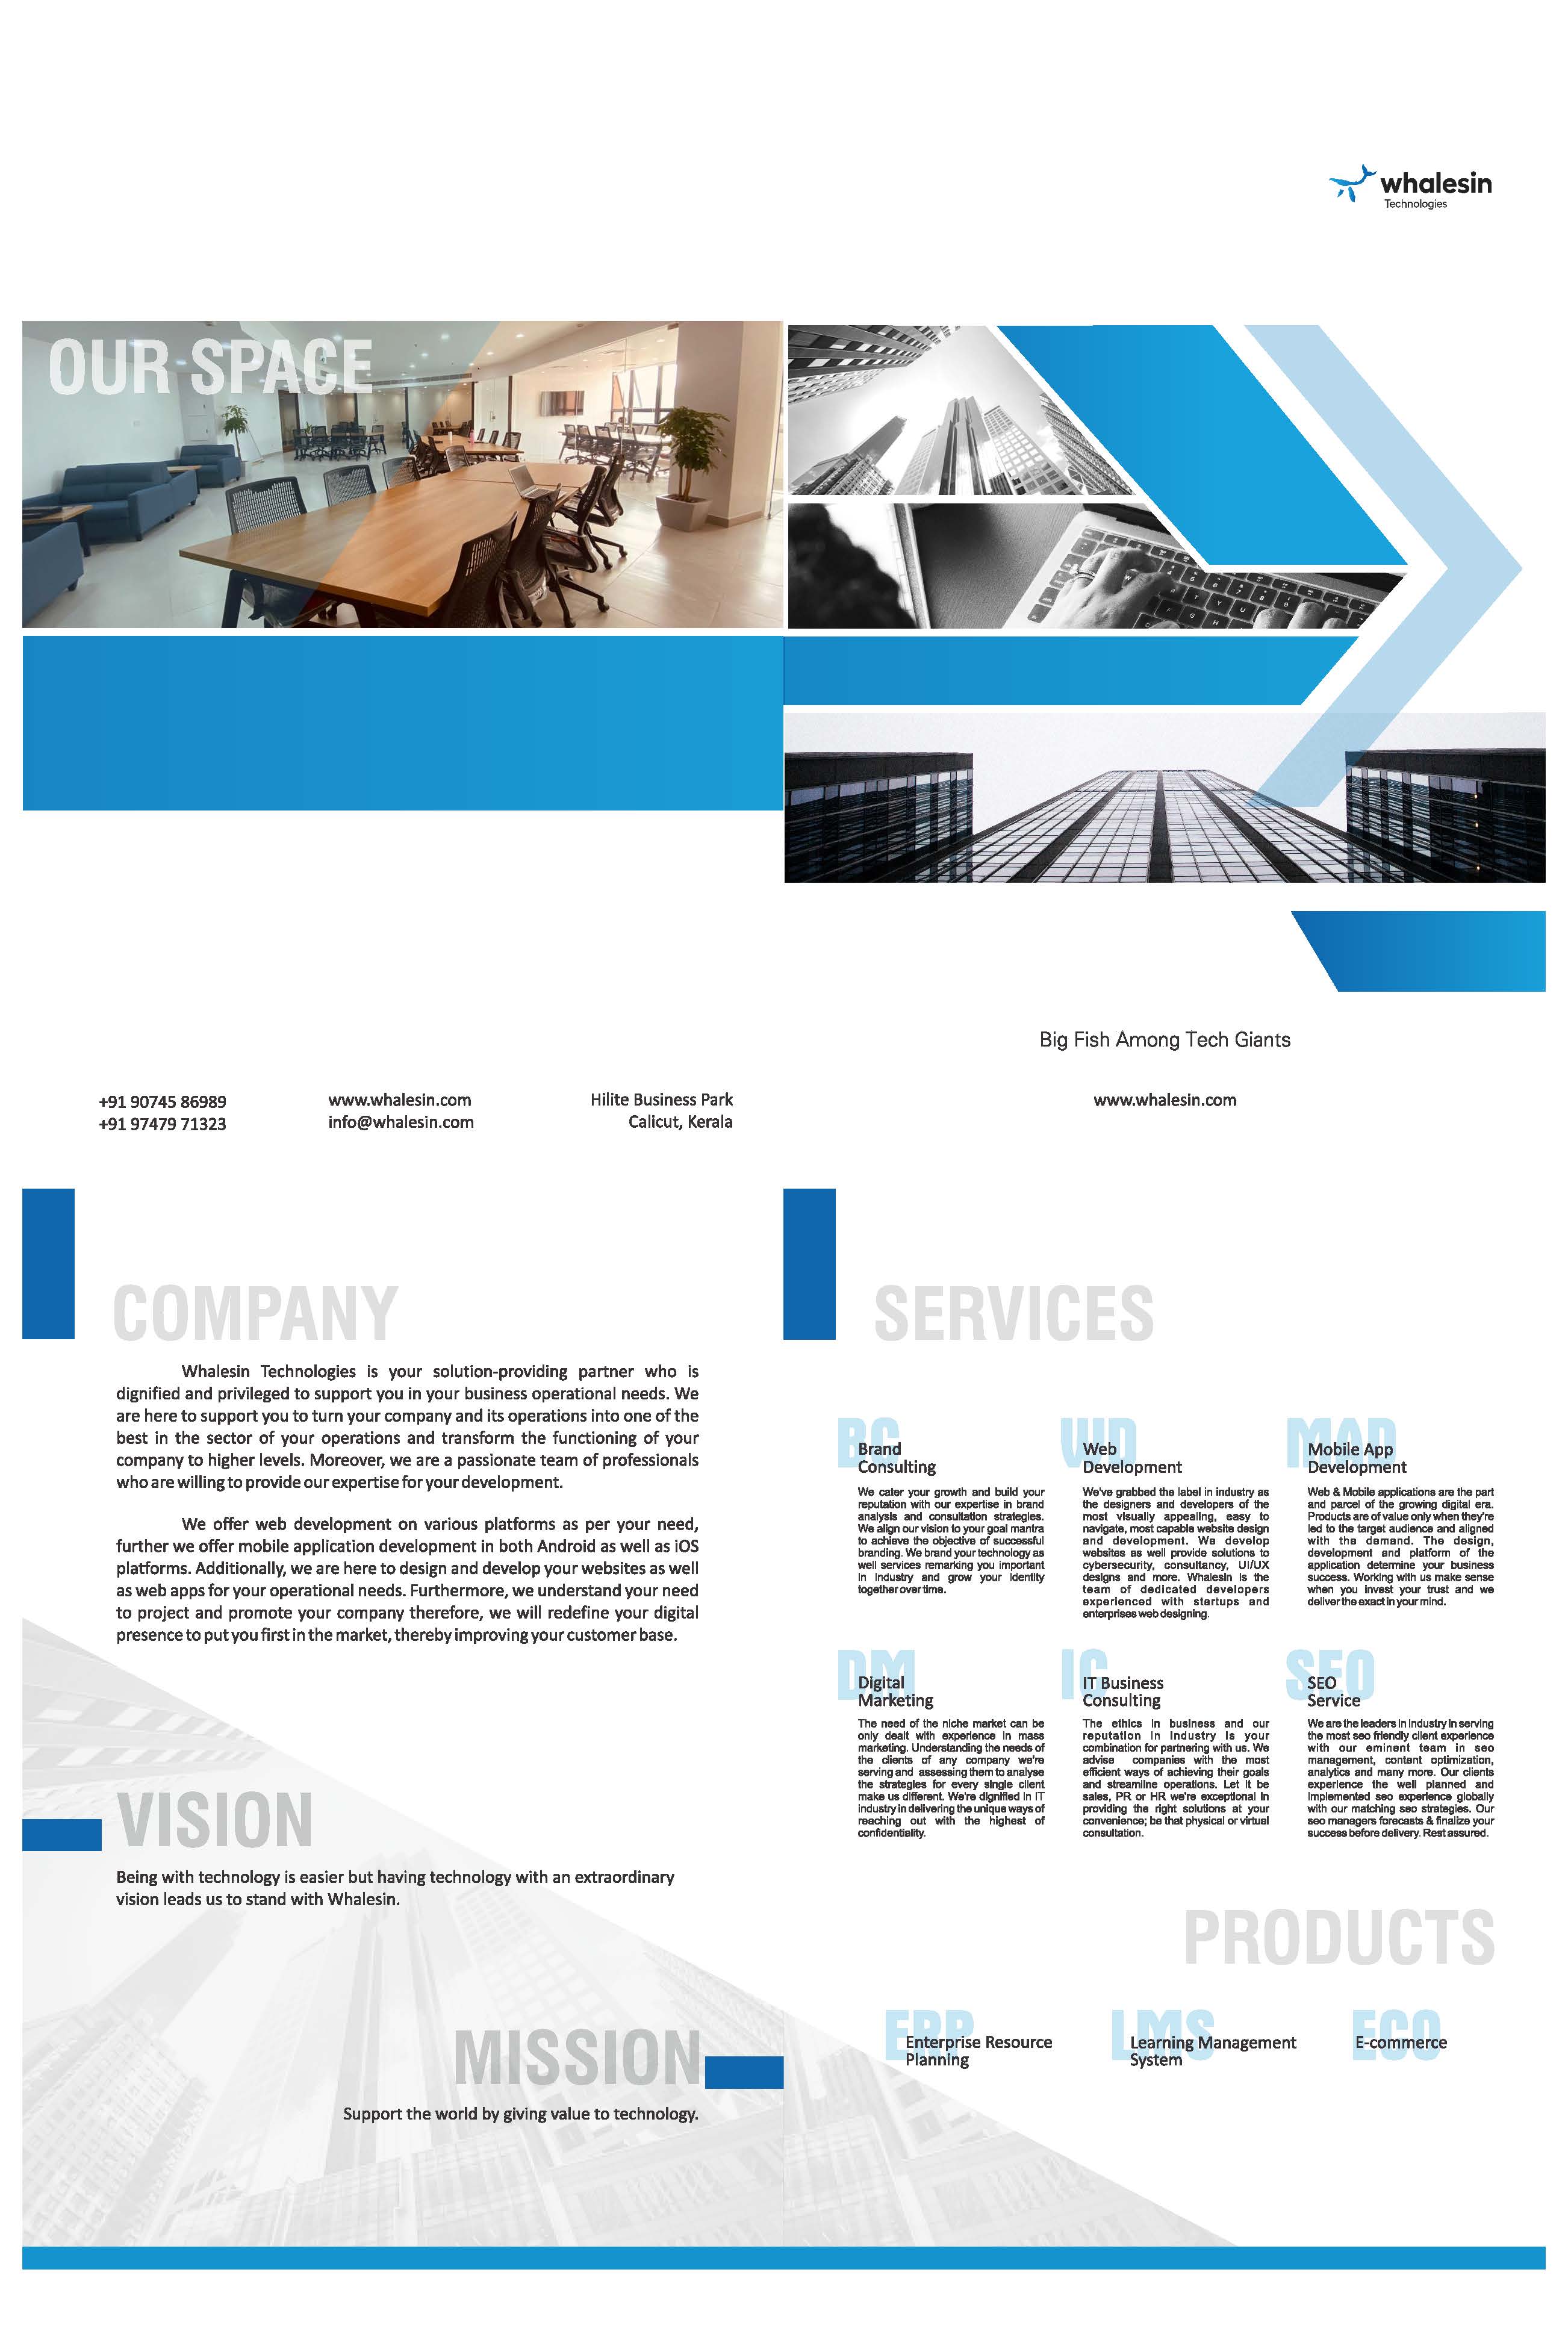 whalesin
Technologies
OUR SPACE
Big Fish Among Tech Giants
+91 90745 86989
+91 97479 71323
www.whalesin.com
info@whalesin.com
Hilite Business Park
Calicut, Kerala
www.whalesin.com
COMPANY
Whalesin Technologies is your solution-providing partner who is
dignified and privileged to support you in your business operational needs. We
are here to support you to turn your company and its operations into one of the
best in the sector of your operations and transform the functioning of your
company to higher levels. Moreover, we are a passionate team of professionals
who are willing to provide our expertise for your development.
We offer web development on various platforms as per your need,
further we offer mobile application development in both Android as well as iOS
platforms. Additionally, we are here to design and develop your websites as well
as web apps for your operational needs. Furthermore, we understand your need
to project and promote your company therefore, we will redefine your digital
presence to put you first in the market, thereby improving your customer base.
VISION
Being with technology is easier but having technology with an extraordinary
vision leads us to stand with Whalesin.
MISSION
Support the world by giving value to technology.
SERVICES
BC
Brand
Consulting
We cater your growth and build your
reputation with our expertise in brand
analysis and consultation strategies.
We align our vision to your goal mantra
to achieve the objective of successful
branding. We brand your technology as
well services remarking you important
in industry and grow your identity
together over time.
WD
Web
Development
We've grabbed the label in industry as
the designers and developers of the
most visually appealing, easy to
navigate, most capable website design
and development. We develop
websites as well provide solutions to
cybersecurity, consultancy, UI/UX
designs and more. Whalesin is the
team of dedicated developers
experienced with startups and
enterprises web designing.
MAD
Mobile App
Development
Web & Mobile applications are the part
and parcel of the growing digital era.
Products are of value only when they're
led to the target audience and aligned
with the demand. The design,
development and platform of the
application determine your business
success. Working with us make sense
when you invest your trust and we
deliver the exact in your mind.
DM
Digital
Marketing
The need of the niche market can be
only dealt with experience in mass
marketing. Understanding the needs of
the clients of any company we're
serving and assessing them to analyse
the strategies for every single client
make us different. We're dignified in IT
industry in delivering the unique ways of
reaching out with the highest of
confidentiality.
IC
IT Business
Consulting
The ethics in business and our
reputation in industry is your
combination for partnering with us. We
advise companies with the most
efficient ways of achieving their goals
and streamline operations. Let it be
sales, PR or HR we're exceptional in
providing the right solutions at your
convenience; be that physical or virtual
consultation.
SEO
SEO
Service
We are the leaders in industry in serving
the most seo friendly client experience
with our eminent team in seo
management, content optimization,
analytics and many more. Our clients
experience the well planned and
implemented seo experience globally
with our matching seo strategies. Our
seo managers forecasts & finalize your
success before delivery. Rest assured.
PRODUCTS
ERP
Enterprise Resource
Planning
LMS
Learning Management
System
ECO
E-commerce